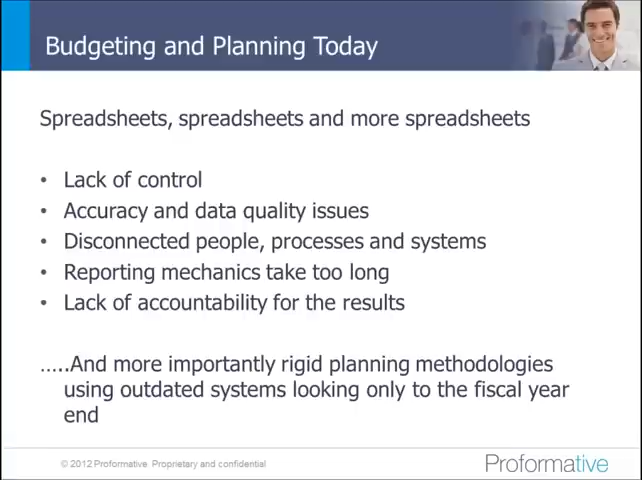 Budgeting and Planning Today
Spreadsheets, spreadsheets and more spreadsheets
• Lack of control
• Accuracy and data quality issues
• Disconnected people, processes and systems
• Reporting mechanics take too long
• Lack of accountability for the results
…..And more importantly rigid planning methodologies
using outdated systems looking only to the fiscal year
end
© 2012 Proformative Proprietary and confidential
Proformative